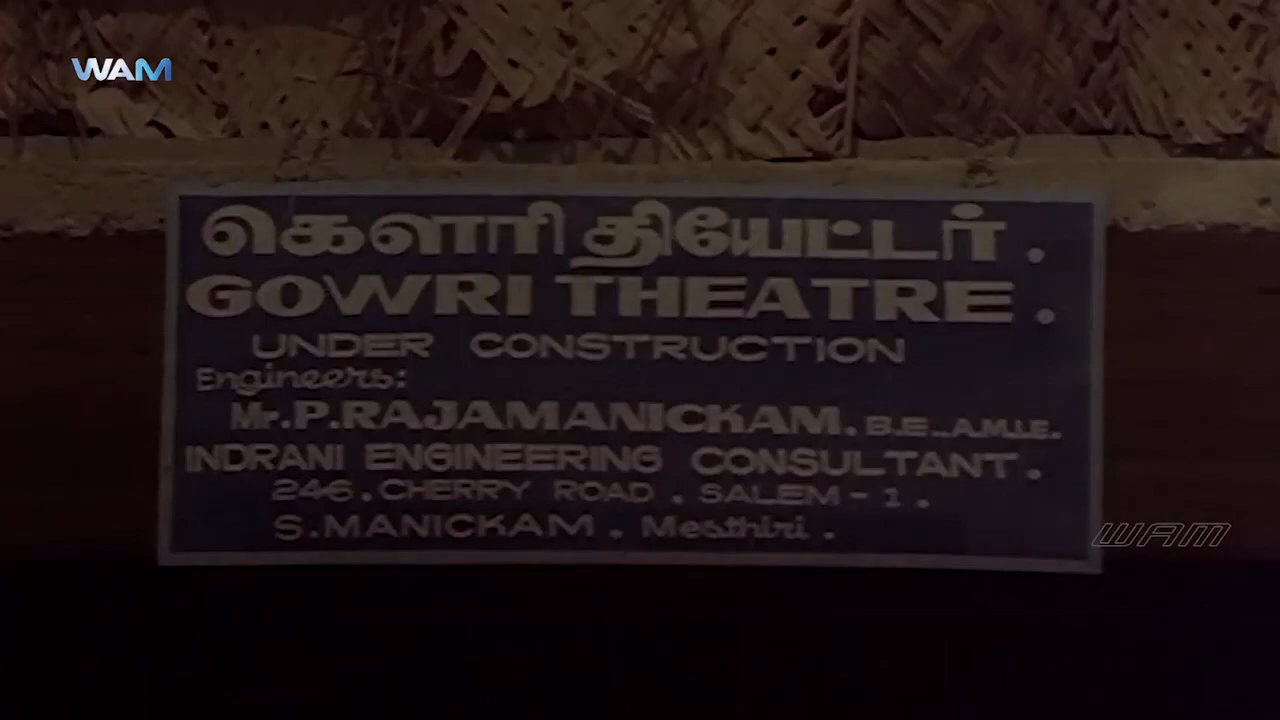 WAM
கௌரி தியேட்டர் .
GOWRI THEATRE .
UNDER CONSTRUCTION
Engineers:
Mr.P.RAJAMANICKAM. B.E.,A.M.I.E.
INDRANI ENGINEERING CONSULTANT.
246.CHERRY ROAD . SALEM-1.
S.MANICKAM . Mesthiri .
WAM